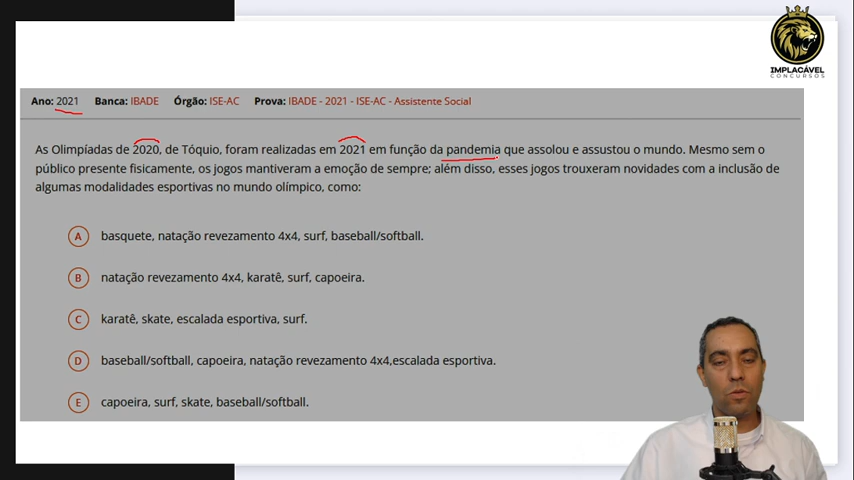 IMPLACÁVEL
CONCURSOS
Ano: 2021 Banca: IBADE Órgão: ISE-AC Prova: IBADE - 2021 - ISE-AC - Assistente Social
As Olimpíadas de 2020, de Tóquio, foram realizadas em 2021 em função da pandemia que assolou e assustou o mundo. Mesmo sem o
público presente fisicamente, os jogos mantiveram a emoção de sempre; além disso, esses jogos trouxeram novidades com a inclusão de
algumas modalidades esportivas no mundo olímpico, como:
A basquete, natação revezamento 4x4, surf, baseball/softball.
B natação revezamento 4x4, karatê, surf, capoeira.
C karatê, skate, escalada esportiva, surf.
D baseball/softball, capoeira, natação revezamento 4x4,escalada esportiva.
E capoeira, surf, skate, baseball/softball.